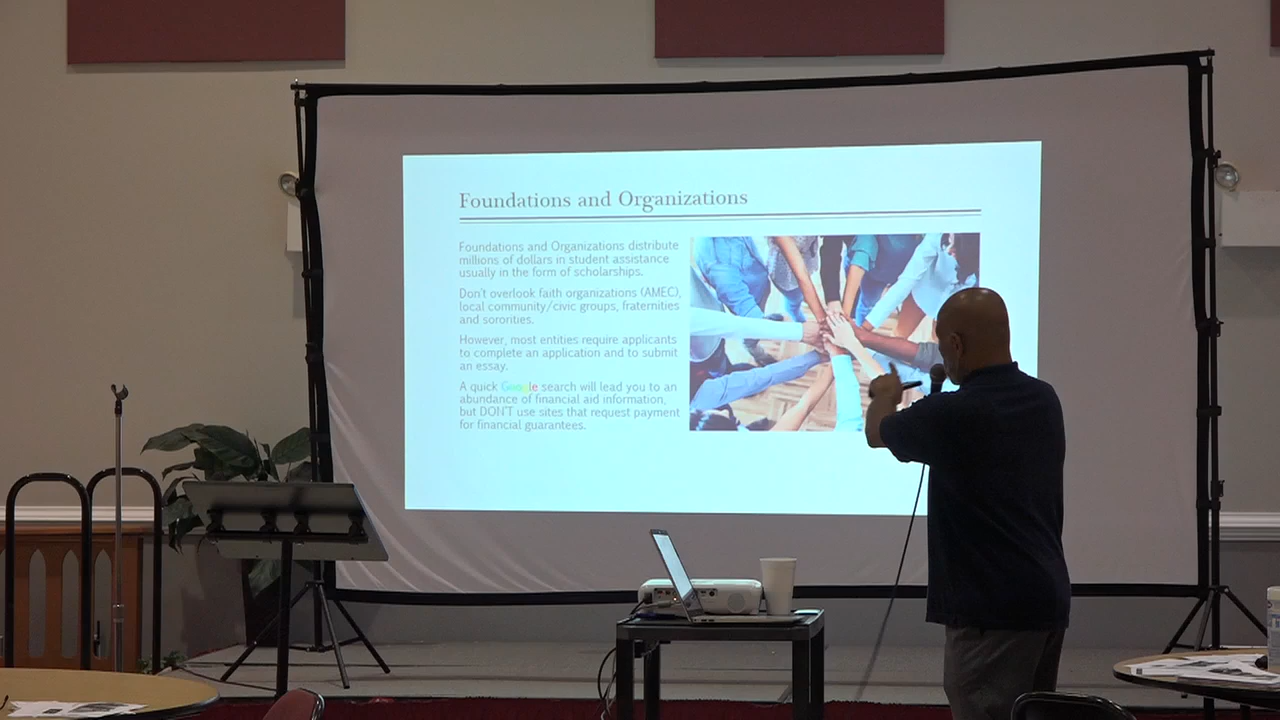 Foundations and Organizations
Foundations and Organizations distribute
millions of dollars in student assistance
usually in the form of scholarships.
Don't overlook faith organizations (AMEC),
local community/civic groups, fraternities
and sororities.
However, most entities require applicants
to complete an application and to submit
an essay.
A quick Google search will lead you to an
abundance of financial aid information,
but DON'T use sites that request payment
for financial guarantees.